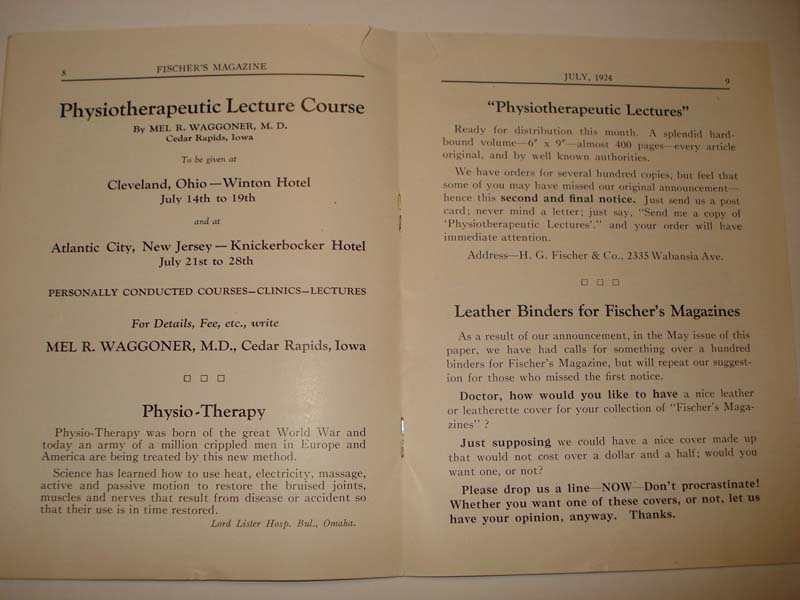 8
FISCHER'S MAGAZINE
Physiotherapeutic Lecture Course
By MEL R. WAGGONER, M. D.
Cedar Rapids, Iowa
To be given at
Cleveland, Ohio — Winton Hotel
July 14th to 19th
and at
Atlantic City, New Jersey — Knickerbocker Hotel
July 21st to 28th
PERSONALLY CONDUCTED COURSES—CLINICS—LECTURES
For Details, Fee, etc., write
MEL R. WAGGONER, M.D., Cedar Rapids, Iowa
Physio-Therapy
Physio-Therapy was born of the great World War and
today an army of a million crippled men in Europe and
America are being treated by this new method.
Science has learned how to use heat, electricity, massage,
active and passive motion to restore the bruised joints,
muscles and nerves that result from disease or accident so
that their use is in time restored.
Lord Lister Hosp. Bul., Omaha.
JULY, 1924
9
"Physiotherapeutic Lectures"
Ready for distribution this month. A splendid hard-
bound volume—6" x 9"—almost 400 pages—every article
original, and by well known authorities.
We have orders for several hundred copies, but feel that
some of you may have missed our original announcement—
hence this second and final notice. Just send us a post
card; never mind a letter; just say, "Send me a copy of
'Physiotherapeutic Lectures'." and your order will have
immediate attention.
Address—H. G. Fischer & Co., 2335 Wabansia Ave.
Leather Binders for Fischer's Magazines
As a result of our announcement, in the May issue of this
paper, we have had calls for something over a hundred
binders for Fischer's Magazine, but will repeat our suggest-
ion for those who missed the first notice.
Doctor, how would you like to have a nice leather
or leatherette cover for your collection of "Fischer's Maga-
zines" ?
Just supposing we could have a nice cover made up
that would not cost over a dollar and a half; would you
want one, or not?
Please drop us a line—NOW—Don't procrastinate!
Whether you want one of these covers, or not, let us
have your opinion, anyway. Thanks.